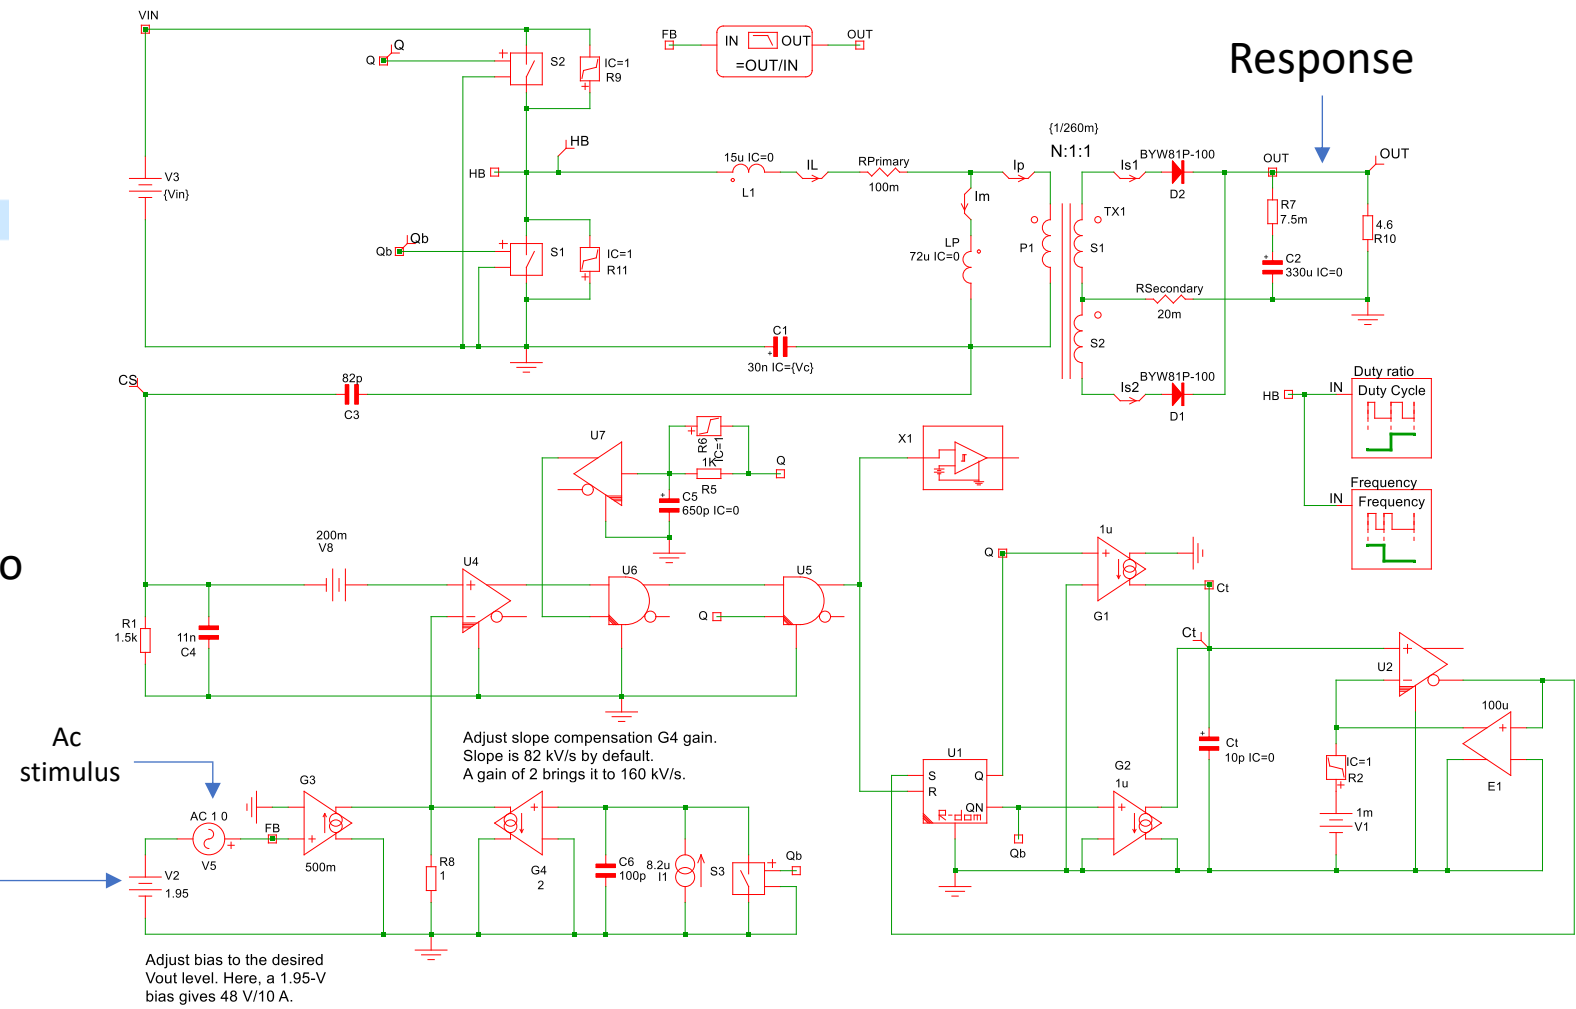 VIN
Q
Q
S2
IC=1
R9
FB
IN
OUT
=OUT/IN
OUT
Response
V3
{Vin}
HB
HB
15u IC=0
L1
IL
RPrimary
100m
Ip
Im
LP
72u IC=0
{1/260m}
N:1:1
P1
TX1
S1
S2
Is1
BYW81P-100
D2
OUT
OUT
R7
7.5m
C2
330u IC=0
4.6
R10
RSecondary
20m
Qb
Qb
S1
IC=1
R11
C1
30n IC={Vc}
Is2
BYW81P-100
D1
CS
82p
C3
HB
Duty ratio
IN
Duty Cycle
Frequency
IN
Frequency
U7
R6
IC=1
1K
R5
Q
C5
650p IC=0
X1
o
200m
V8
U4
U6
Q
U5
R1
1.5k
11n
C4
Q
1u
G1
Ct
Ct
U2
100u
E1
IC=1
R2
1m
V1
Ct
10p IC=0
Adjust slope compensation G4 gain.
Slope is 82 kV/s by default.
A gain of 2 brings it to 160 kV/s.
U1
S
R
Q
QN
R-dom
Qb
G2
1u
Ac
stimulus
AC 1 0
V5
FB
G3
500m
V2
1.95
R8
1
G4
2
C6
100p
8.2u
I1
S3
Qb
Adjust bias to the desired
Vout level. Here, a 1.95-V
bias gives 48 V/10 A.